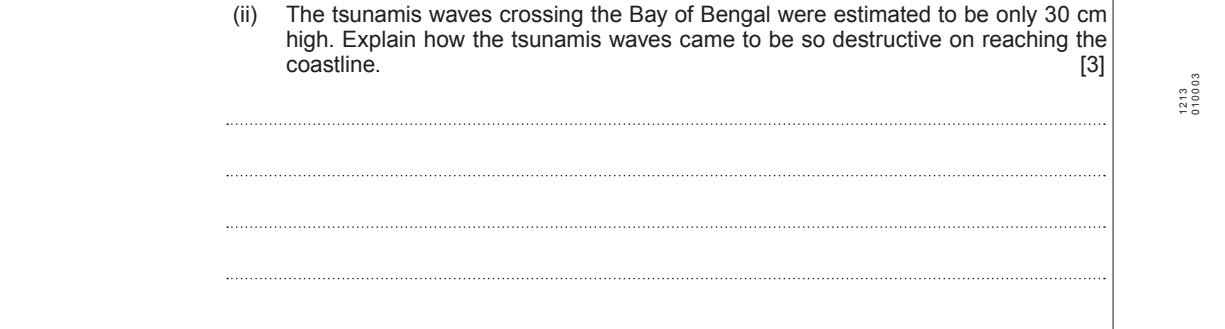 (ii) The tsunamis waves crossing the Bay of Bengal were estimated to be only 30 cm
high. Explain how the tsunamis waves came to be so destructive on reaching the
coastline. [3]
1213
010003